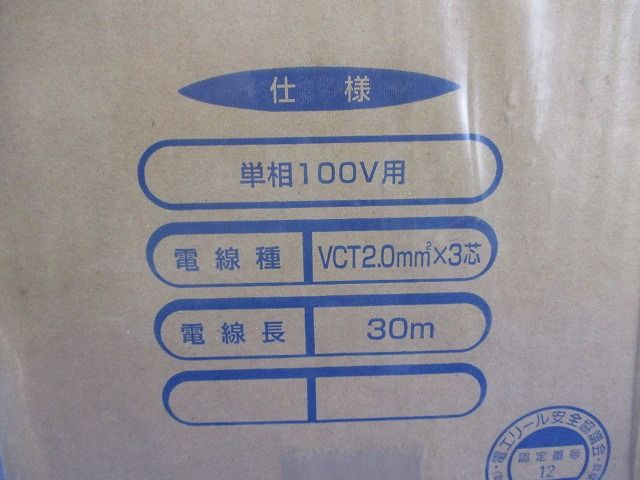 仕様
単相100V用
電線種 VCT2.0mm²×3芯
電線長 30m
電工リール安全協議会
認定番号
12